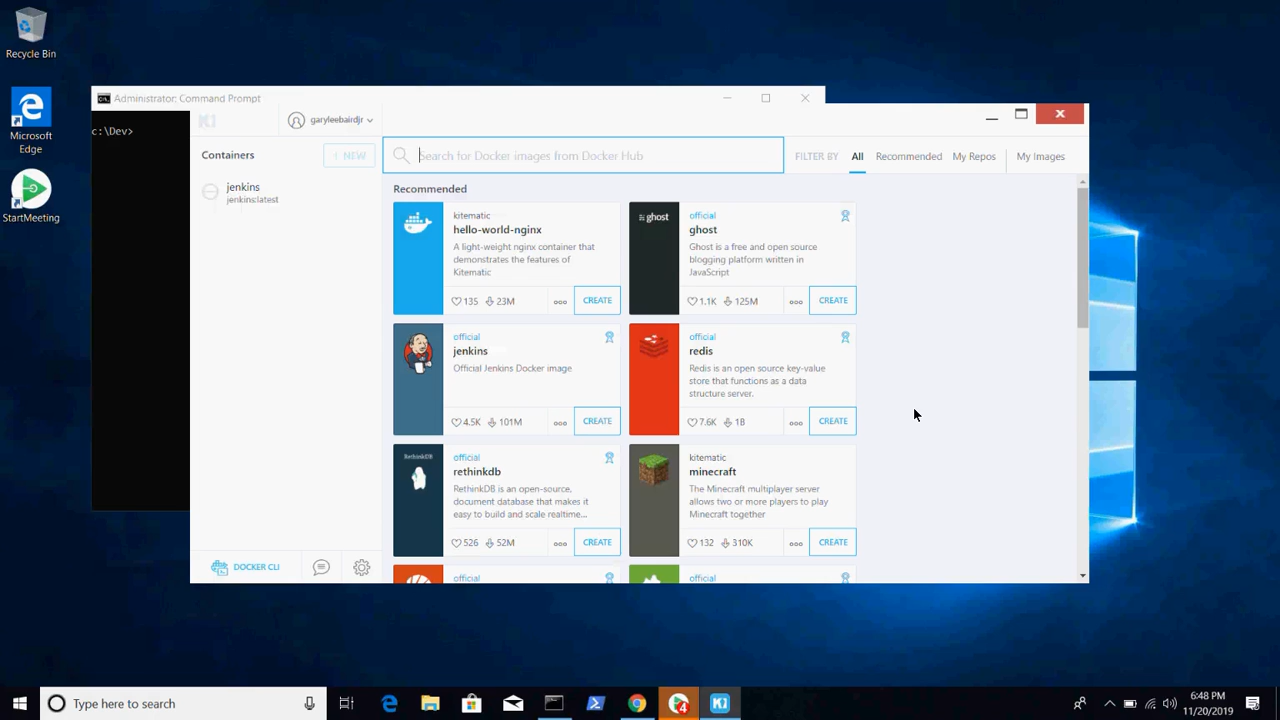 Recycle Bin
Microsoft
Edge
StartMeeting
Administrator: Command Prompt
c:\Dev>
garyleebairdjr
Containers
+ NEW
jenkins
jenkins:latest
Search for Docker images from Docker Hub
FILTER BY All Recommended My Repos My Images
Recommended
kitematic
hello-world-nginx
A light-weight nginx container that
demonstrates the features of
Kitematic
135 23M CREATE
ghost
official
ghost
Ghost is a free and open source
blogging platform written in
JavaScript
1.1K 125M CREATE
official
jenkins
Official Jenkins Docker image
4.5K 101M CREATE
official
redis
Redis is an open source key-value
store that functions as a data
structure server.
7.6K 1B CREATE
RethinkDB
official
rethinkdb
RethinkDB is an open-source,
document database that makes it
easy to build and scale realtime...
526 52M CREATE
kitematic
minecraft
The Minecraft multiplayer server
allows two or more players to play
Minecraft together
132 310K CREATE
official
official
DOCKER CLI
Type here to search
4
6:48 PM
11/20/2019